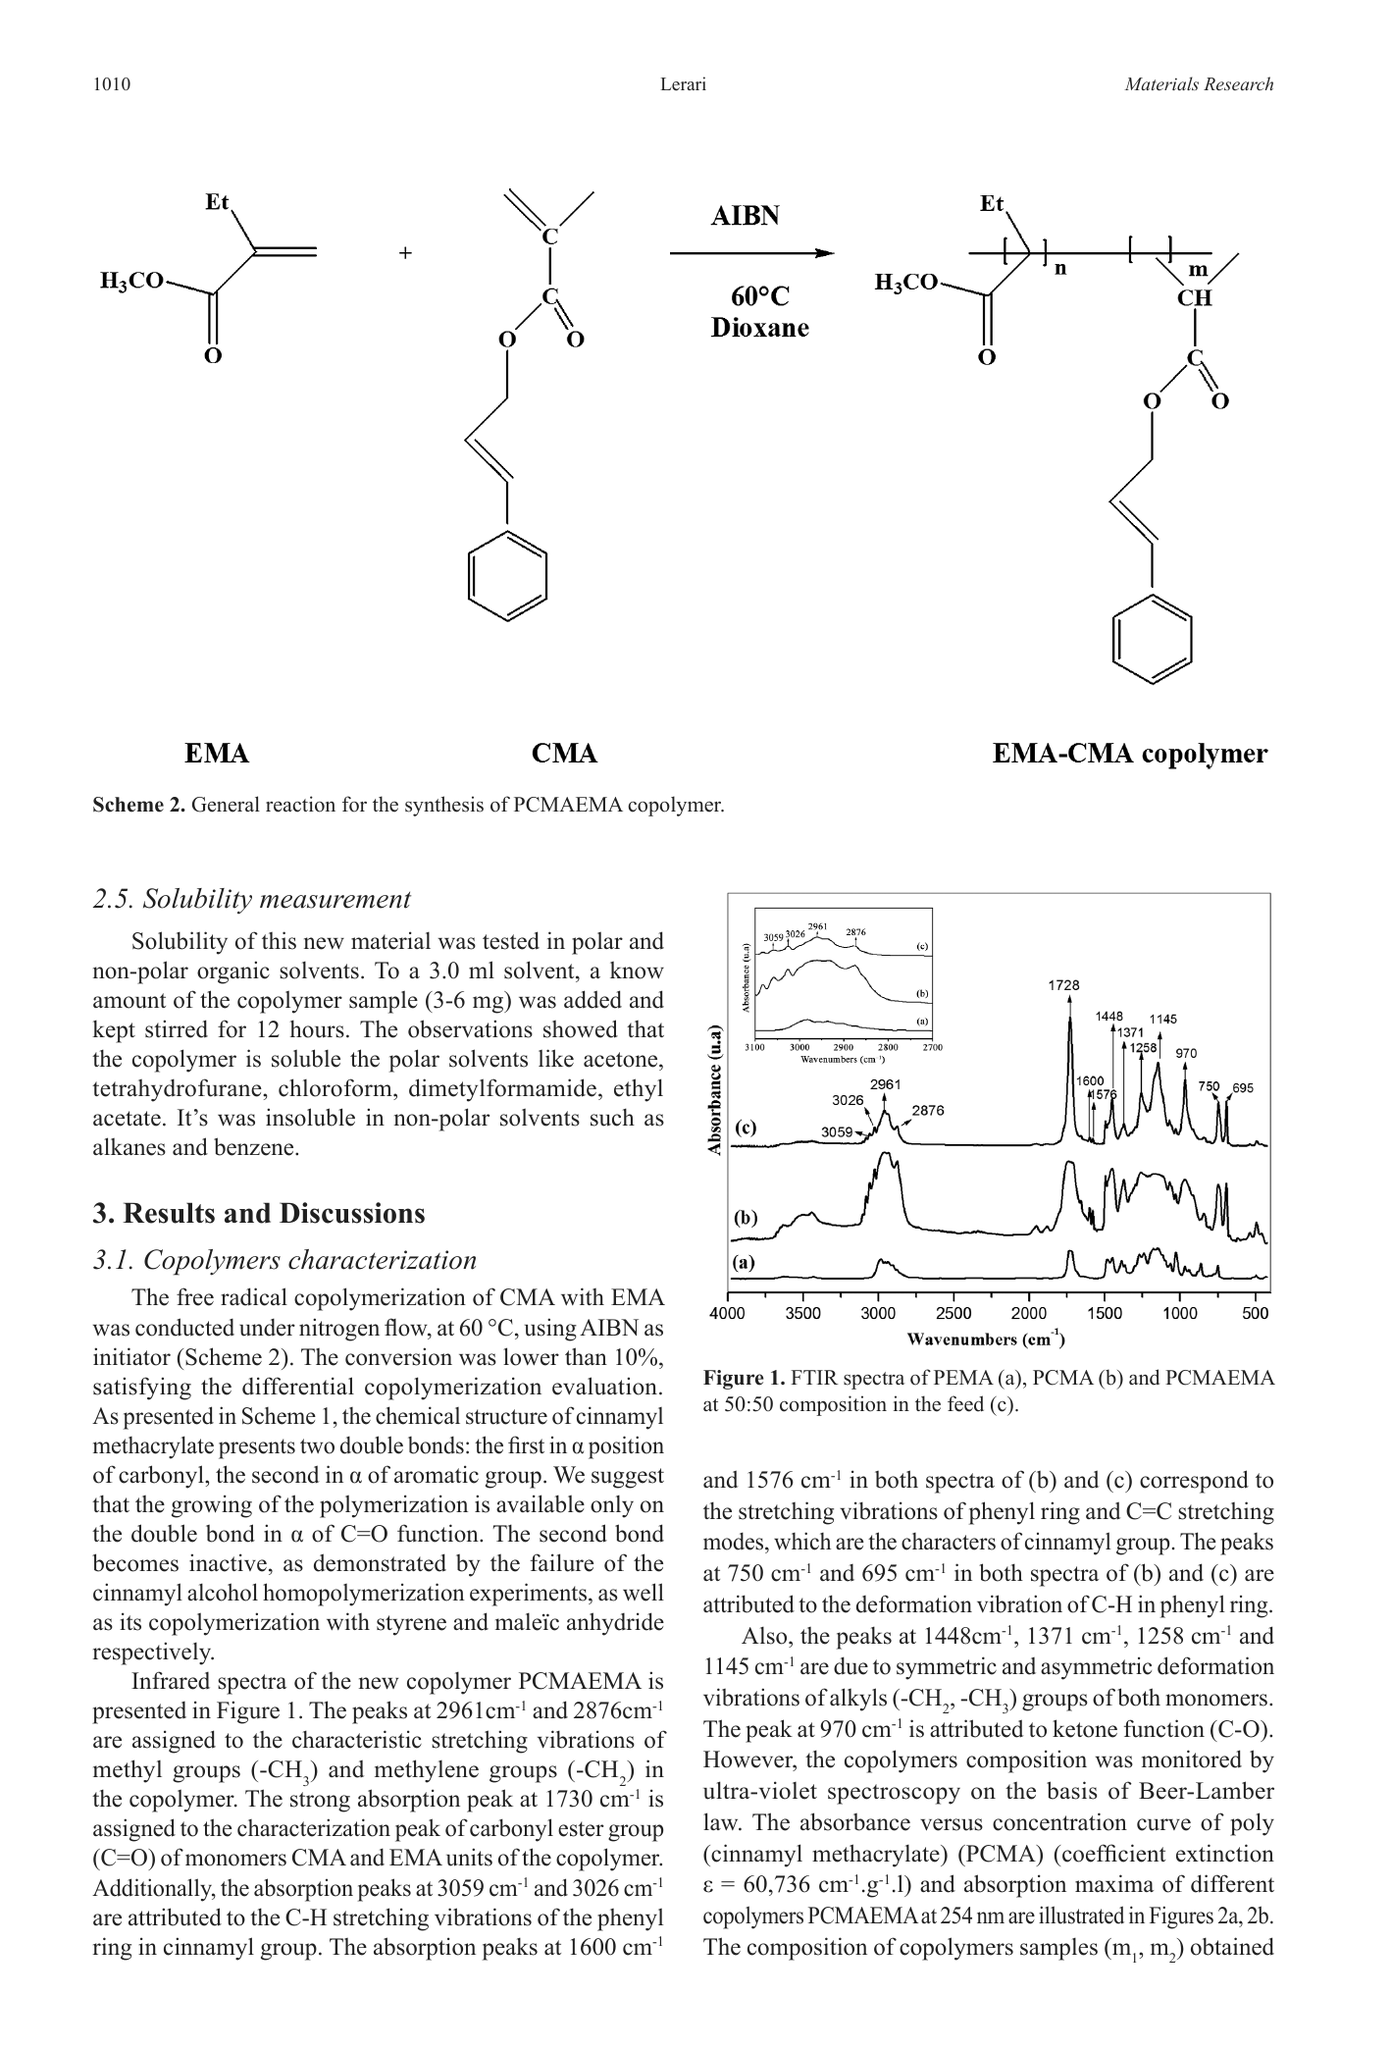 1010
Lerari
Materials Research
Et
H₃CO
O
+
C
C
O
O
AIBN
60°C
Dioxane
Et
n
m
H₃CO
O
CH
C
O
O
EMA
CMA
EMA-CMA copolymer
Scheme 2. General reaction for the synthesis of PCMAEMA copolymer.
2.5. Solubility measurement
Solubility of this new material was tested in polar and
non-polar organic solvents. To a 3.0 ml solvent, a know
amount of the copolymer sample (3-6 mg) was added and
kept stirred for 12 hours. The observations showed that
the copolymer is soluble the polar solvents like acetone,
tetrahydrofurane, chloroform, dimetylformamide, ethyl
acetate. It's was insoluble in non-polar solvents such as
alkanes and benzene.
3. Results and Discussions
3.1. Copolymers characterization
The free radical copolymerization of CMA with EMA
was conducted under nitrogen flow, at 60 °C, using AIBN as
initiator (Scheme 2). The conversion was lower than 10%,
satisfying the differential copolymerization evaluation.
As presented in Scheme 1, the chemical structure of cinnamyl
methacrylate presents two double bonds: the first in α position
of carbonyl, the second in α of aromatic group. We suggest
that the growing of the polymerization is available only on
the double bond in α of C=O function. The second bond
becomes inactive, as demonstrated by the failure of the
cinnamyl alcohol homopolymerization experiments, as well
as its copolymerization with styrene and maleïc anhydride
respectively.
Infrared spectra of the new copolymer PCMAEMA is
presented in Figure 1. The peaks at 2961cm⁻¹ and 2876cm⁻¹
are assigned to the characteristic stretching vibrations of
methyl groups (-CH₃) and methylene groups (-CH₂) in
the copolymer. The strong absorption peak at 1730 cm⁻¹ is
assigned to the characterization peak of carbonyl ester group
(C=O) of monomers CMA and EMA units of the copolymer.
Additionally, the absorption peaks at 3059 cm⁻¹ and 3026 cm⁻¹
are attributed to the C-H stretching vibrations of the phenyl
ring in cinnamyl group. The absorption peaks at 1600 cm⁻¹
3059 3026 2961 2876
(c)
(b)
(a)
Absorbance (u.a)
3100 3000 2900 2800 2700
Wavenumbers (cm⁻¹)
1728
1448
1371
1258
1145
970
1600
1576
750
695
2961
3026
2876
3059
(c)
(b)
(a)
Absorbance (u.a)
4000 3500 3000 2500 2000 1500 1000 500
Wavenumbers (cm⁻¹)
Figure 1. FTIR spectra of PEMA (a), PCMA (b) and PCMAEMA
at 50:50 composition in the feed (c).
and 1576 cm⁻¹ in both spectra of (b) and (c) correspond to
the stretching vibrations of phenyl ring and C=C stretching
modes, which are the characters of cinnamyl group. The peaks
at 750 cm⁻¹ and 695 cm⁻¹ in both spectra of (b) and (c) are
attributed to the deformation vibration of C-H in phenyl ring.
Also, the peaks at 1448cm⁻¹, 1371 cm⁻¹, 1258 cm⁻¹ and
1145 cm⁻¹ are due to symmetric and asymmetric deformation
vibrations of alkyls (-CH₂, -CH₃) groups of both monomers.
The peak at 970 cm⁻¹ is attributed to ketone function (C-O).
However, the copolymers composition was monitored by
ultra-violet spectroscopy on the basis of Beer-Lamber
law. The absorbance versus concentration curve of poly
(cinnamyl methacrylate) (PCMA) (coefficient extinction
ε = 60,736 cm⁻¹.g⁻¹.l) and absorption maxima of different
copolymers PCMAEMA at 254 nm are illustrated in Figures 2a, 2b.
The composition of copolymers samples (m₁, m₂) obtained